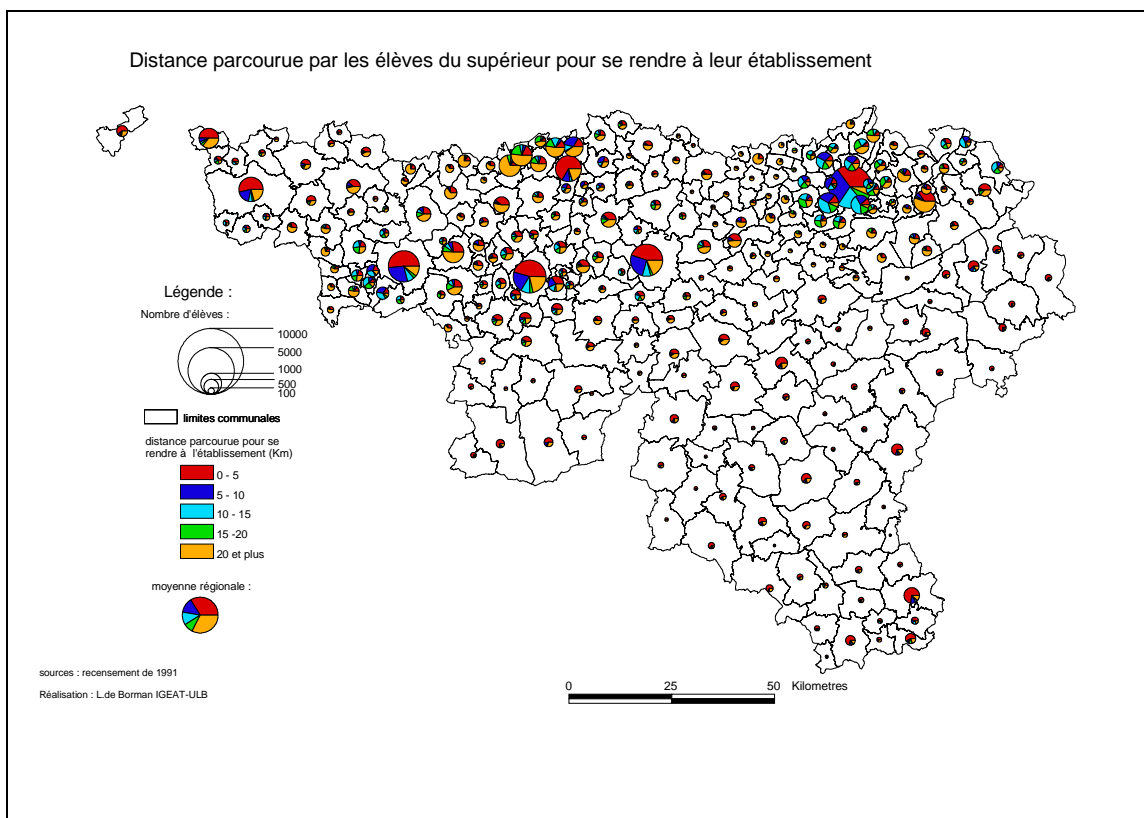 Distance parcourue par les élèves du supérieur pour se rendre à leur établissement
Légende :
Nombre d'élèves :
10000
5000
1000
500
100
limites communales
distance parcourue pour se
rendre à l'établissement (Km)
0 - 5
5 - 10
10 - 15
15 -20
20 et plus
moyenne régionale :
sources : recensement de 1991
Réalisation : L.de Borman IGEAT-ULB
0 25 50 Kilometres